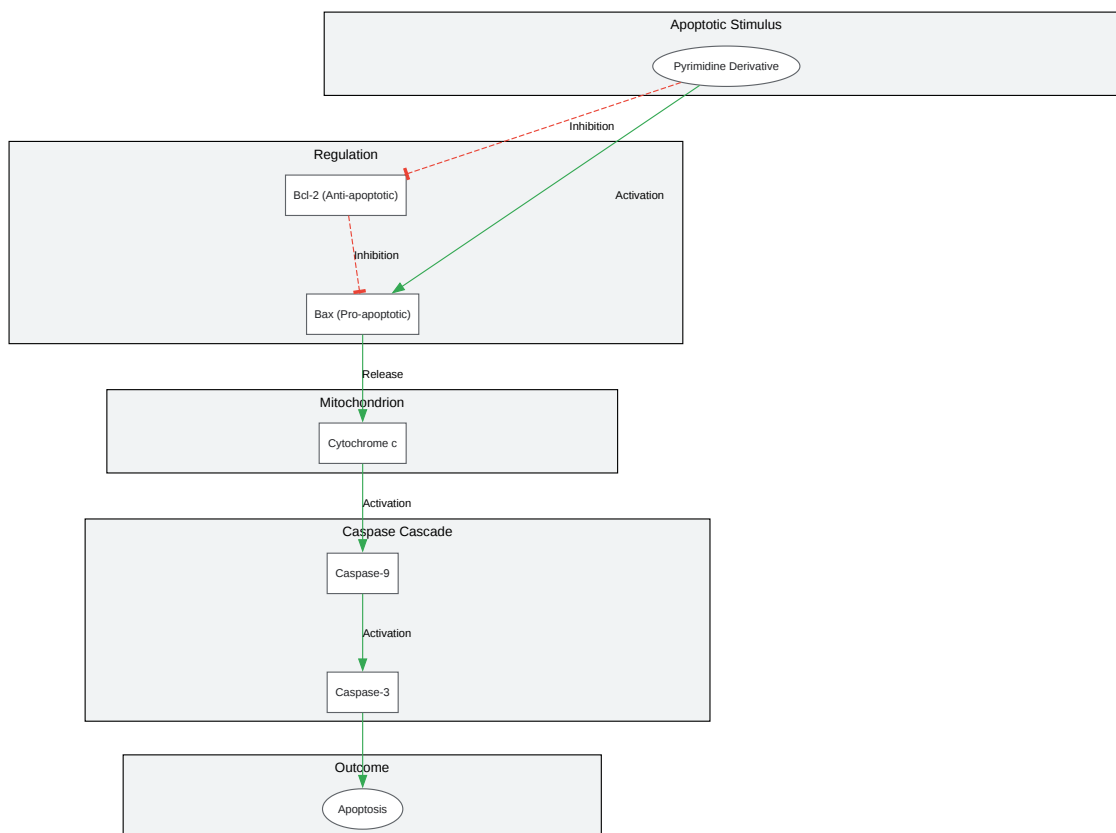 Apoptotic Stimulus
Pyrimidine Derivative
Inhibition
Regulation
Bcl-2 (Anti-apoptotic)
Activation
Inhibition
Bax (Pro-apoptotic)
Release
Mitochondrion
Cytochrome c
Activation
Caspase Cascade
Caspase-9
Activation
Caspase-3
Outcome
Apoptosis